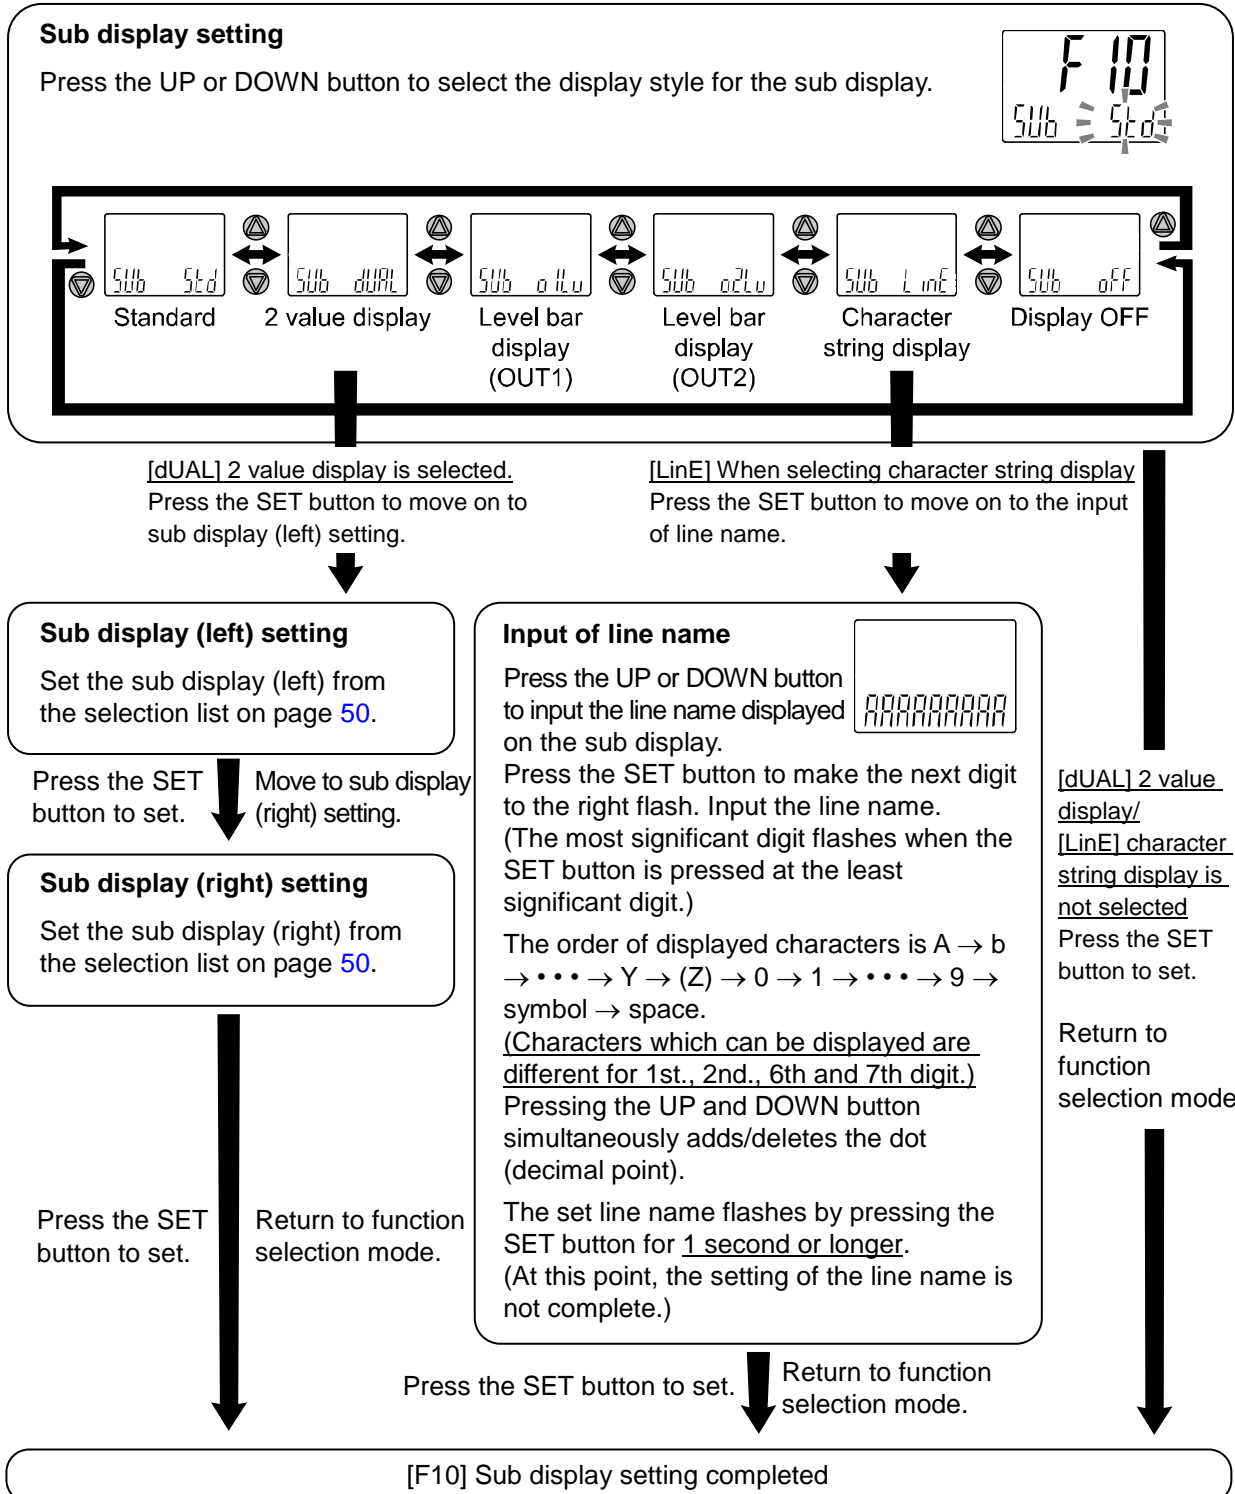 Sub display setting
Press the UP or DOWN button to select the display style for the sub display.
F 10
SUb Std
SUb Std
SUb dUAL
SUb o1Lv
SUb o2Lv
SUb LinE
SUb oFF
Standard
2 value display
Level bar
display
(OUT1)
Level bar
display
(OUT2)
Character
string display
Display OFF
[dUAL] 2 value display is selected.
Press the SET button to move on to
sub display (left) setting.
[LinE] When selecting character string display
Press the SET button to move on to the input
of line name.
Sub display (left) setting
Set the sub display (left) from
the selection list on page 50.
Press the SET
button to set.
Move to sub display
(right) setting.
Sub display (right) setting
Set the sub display (right) from
the selection list on page 50.
Press the SET
button to set.
Return to function
selection mode.
Input of line name
AAAAAAAAA
Press the UP or DOWN button
to input the line name displayed
on the sub display.
Press the SET button to make the next digit
to the right flash. Input the line name.
(The most significant digit flashes when the
SET button is pressed at the least
significant digit.)
The order of displayed characters is A → b
→ • • • → Y → (Z) → 0 → 1 → • • • → 9 →
symbol → space.
(Characters which can be displayed are
different for 1st., 2nd., 6th and 7th digit.)
Pressing the UP and DOWN button
simultaneously adds/deletes the dot
(decimal point).
The set line name flashes by pressing the
SET button for 1 second or longer.
(At this point, the setting of the line name is
not complete.)
Press the SET button to set.
Return to function
selection mode.
[dUAL] 2 value
display/
[LinE] character
string display is
not selected
Press the SET
button to set.
Return to
function
selection mode
[F10] Sub display setting completed